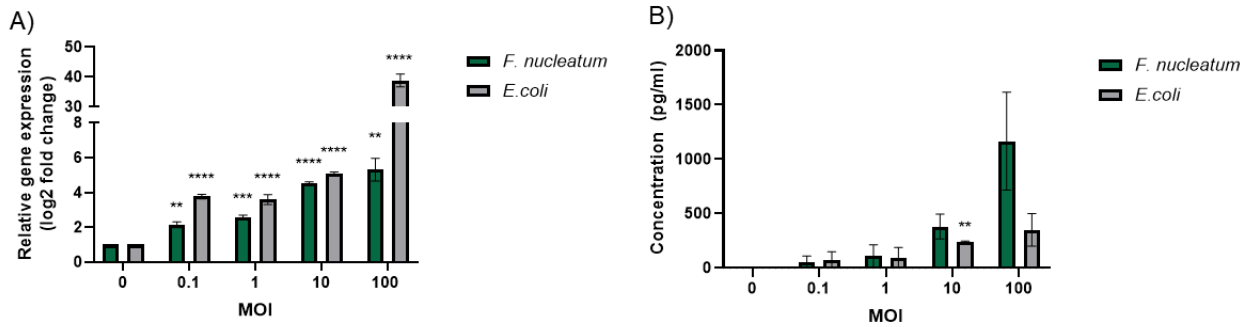 A)
Relative gene expression
(log2 fold change)
50
40
30
8
6
4
2
0
**
****
***
****
****
****
**
****
0
0.1
1
10
100
MOI
F. nucleatum
E.coli
B)
Concentration (pg/ml)
2000
1500
1000
500
0
**
0
0.1
1
10
100
MOI
F. nucleatum
E.coli